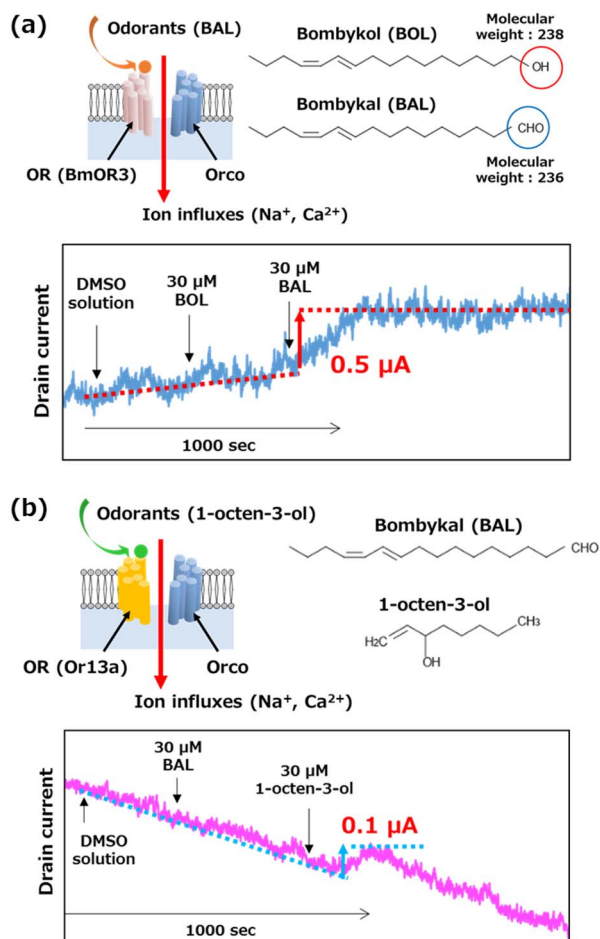 (a)
Odorants (BAL)
OR (BmOR3)
Orco
Ion influxes (Na⁺, Ca²⁺)
Bombykol (BOL)
Molecular
weight : 238
OH
Bombykal (BAL)
CHO
Molecular
weight : 236
Drain current
DMSO
solution
30 μM
BOL
30 μM
BAL
0.5 μA
1000 sec
(b)
Odorants (1-octen-3-ol)
OR (Or13a)
Orco
Ion influxes (Na⁺, Ca²⁺)
Bombykal (BAL)
CHO
1-octen-3-ol
H₂C
CH₃
OH
Drain current
DMSO
solution
30 μM
BAL
30 μM
1-octen-3-ol
0.1 μA
1000 sec